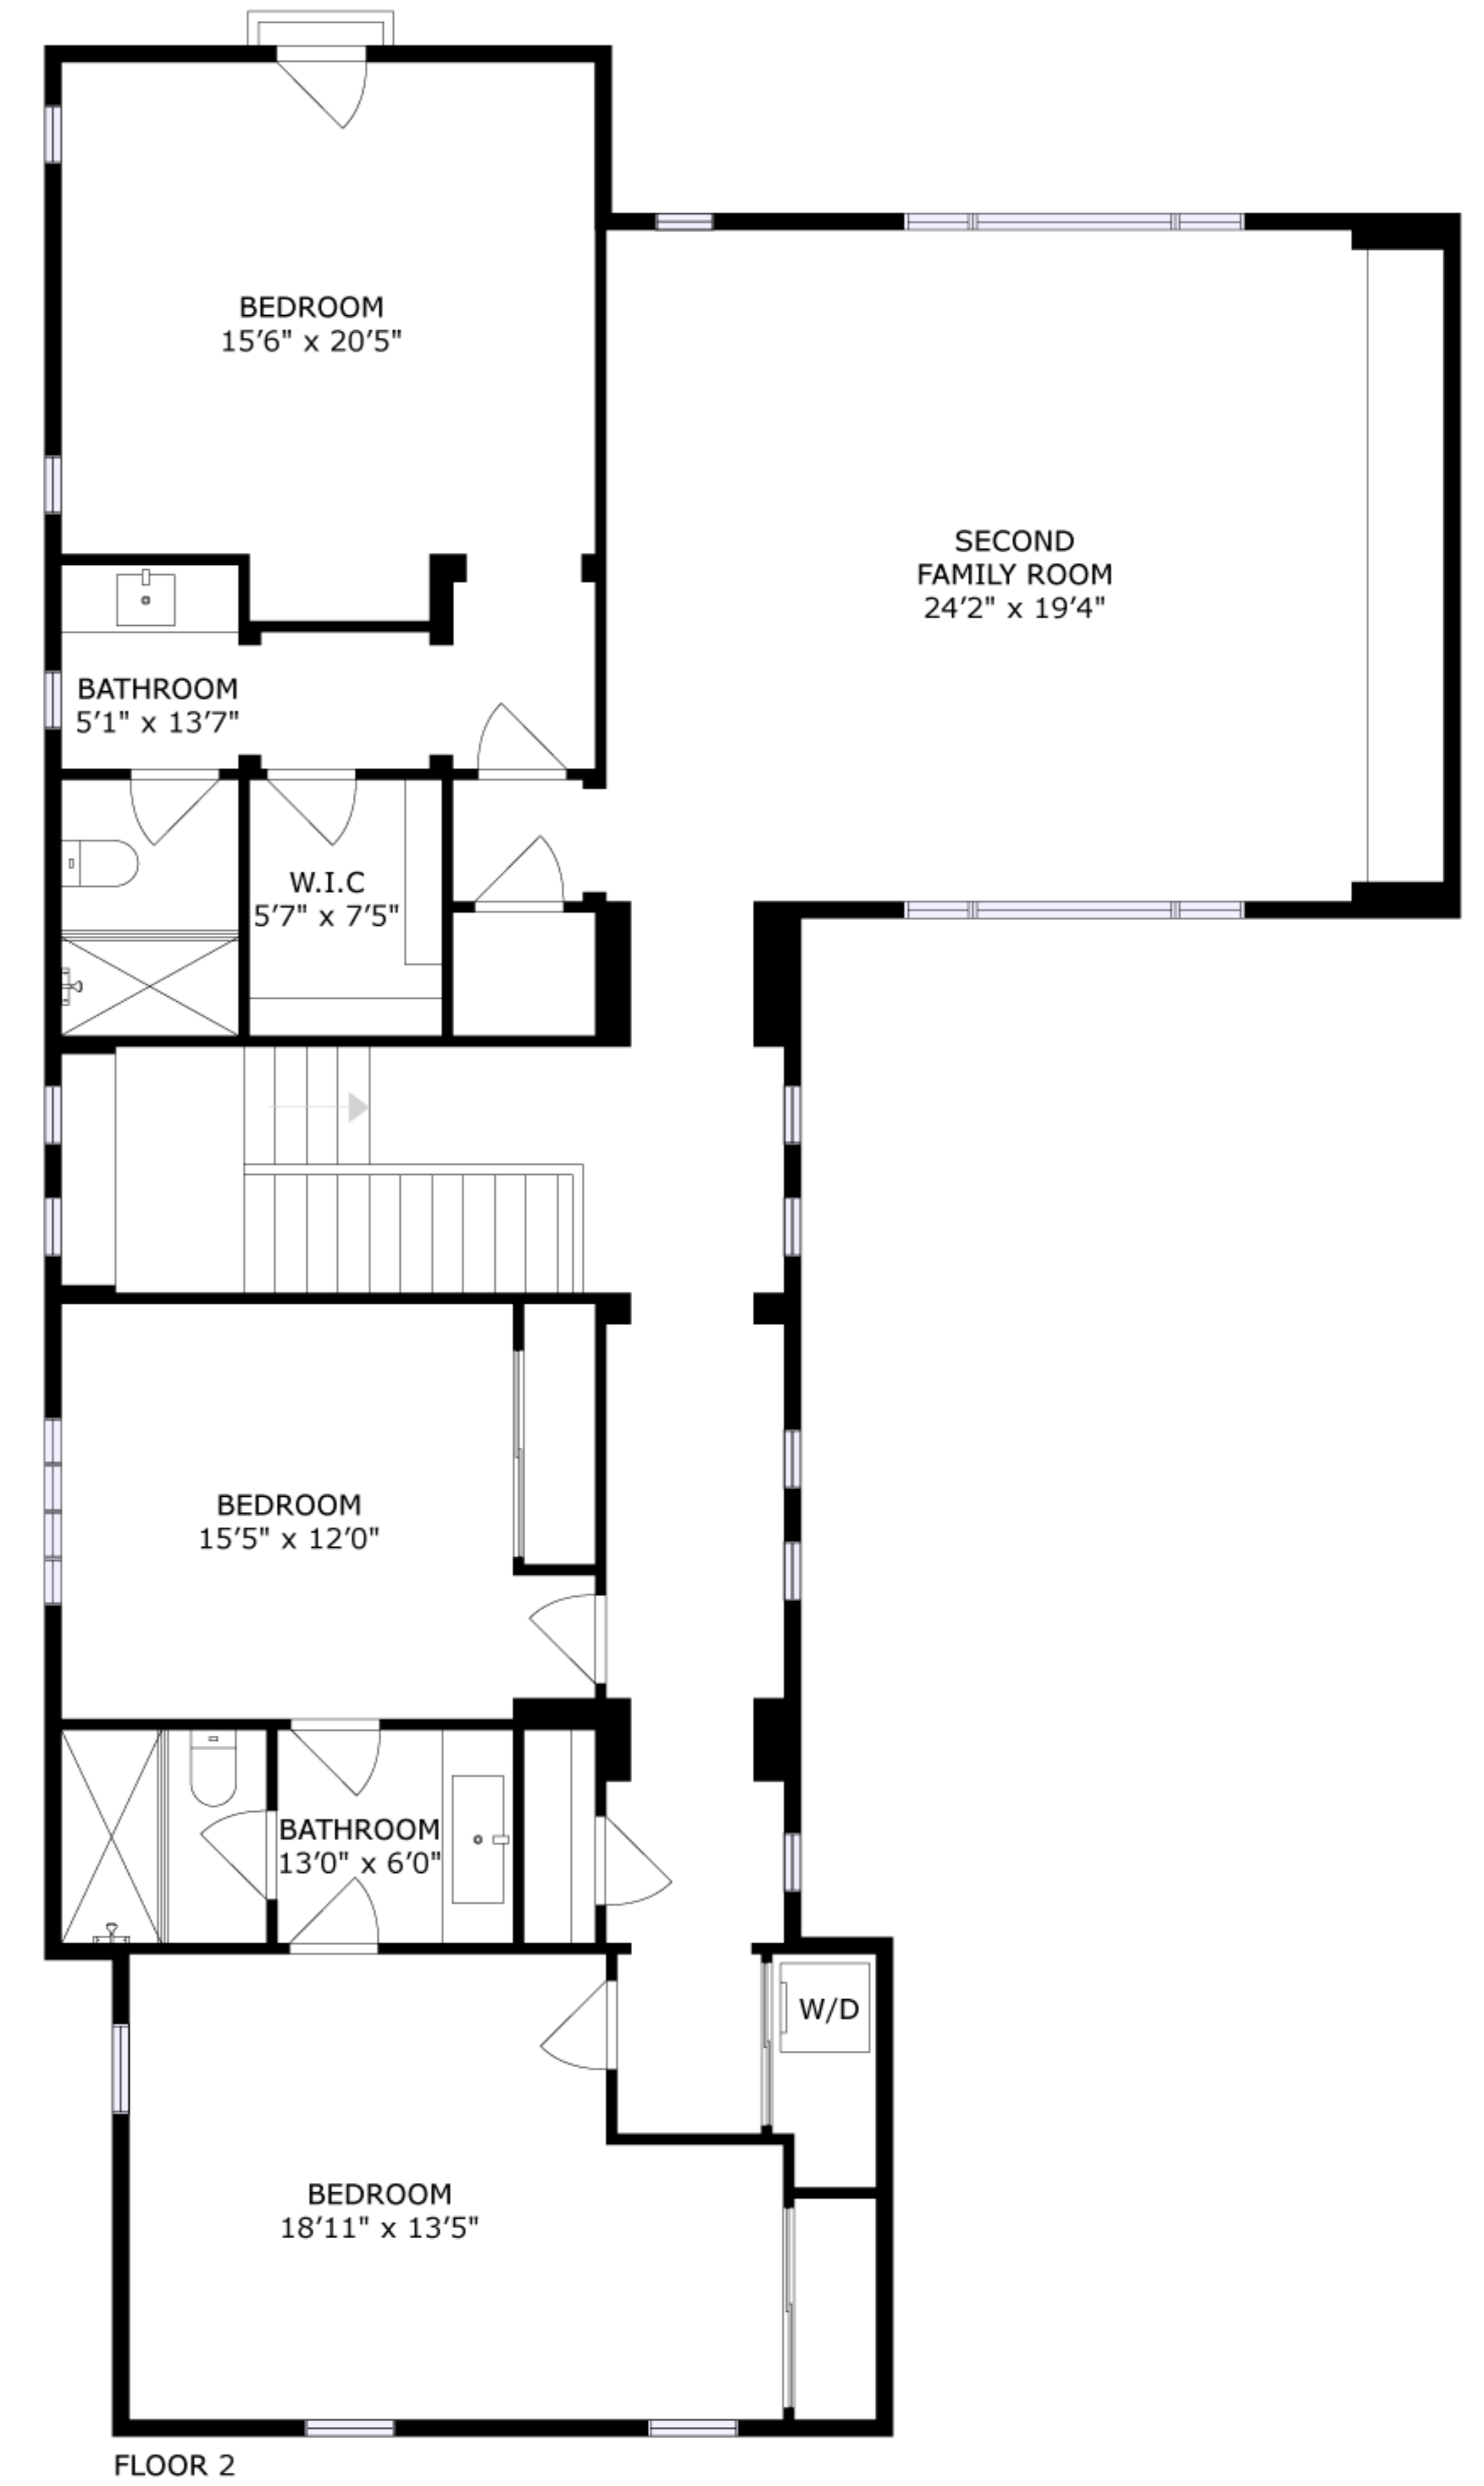 BEDROOM
15'6" x 20'5"
SECOND
FAMILY ROOM
24'2" x 19'4"
BATHROOM
5'1" x 13'7"
W.I.C
5'7" x 7'5"
BEDROOM
15'5" x 12'0"
BATHROOM
13'0" x 6'0"
W/D
BEDROOM
18'11" x 13'5"
FLOOR 2